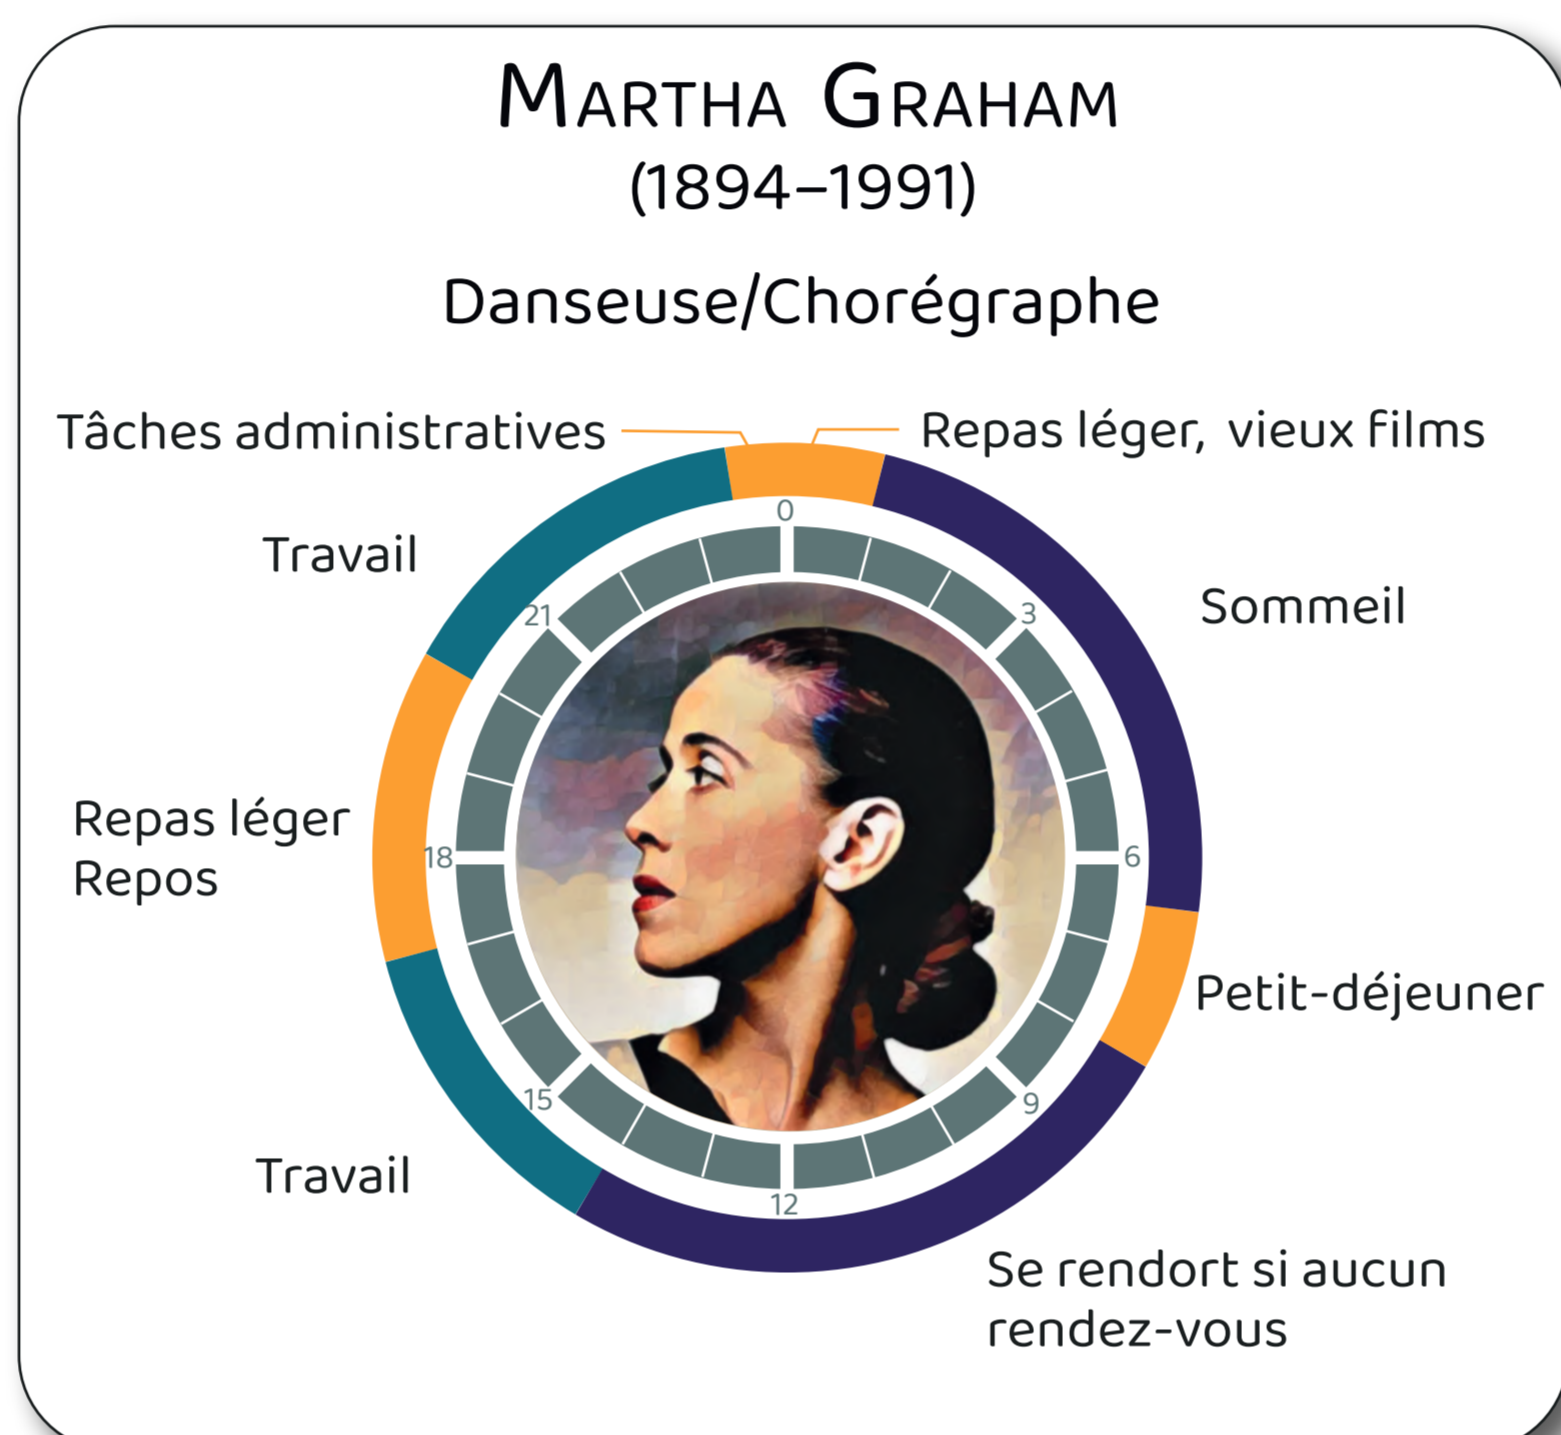 Martha Graham
(1894–1991)
Danseuse/Chorégraphe
Tâches administratives
Repas léger, vieux films
Travail
Sommeil
Repas léger
Repos
Petit-déjeuner
Travail
Se rendort si aucun
rendez-vous
0
3
6
9
12
15
18
21